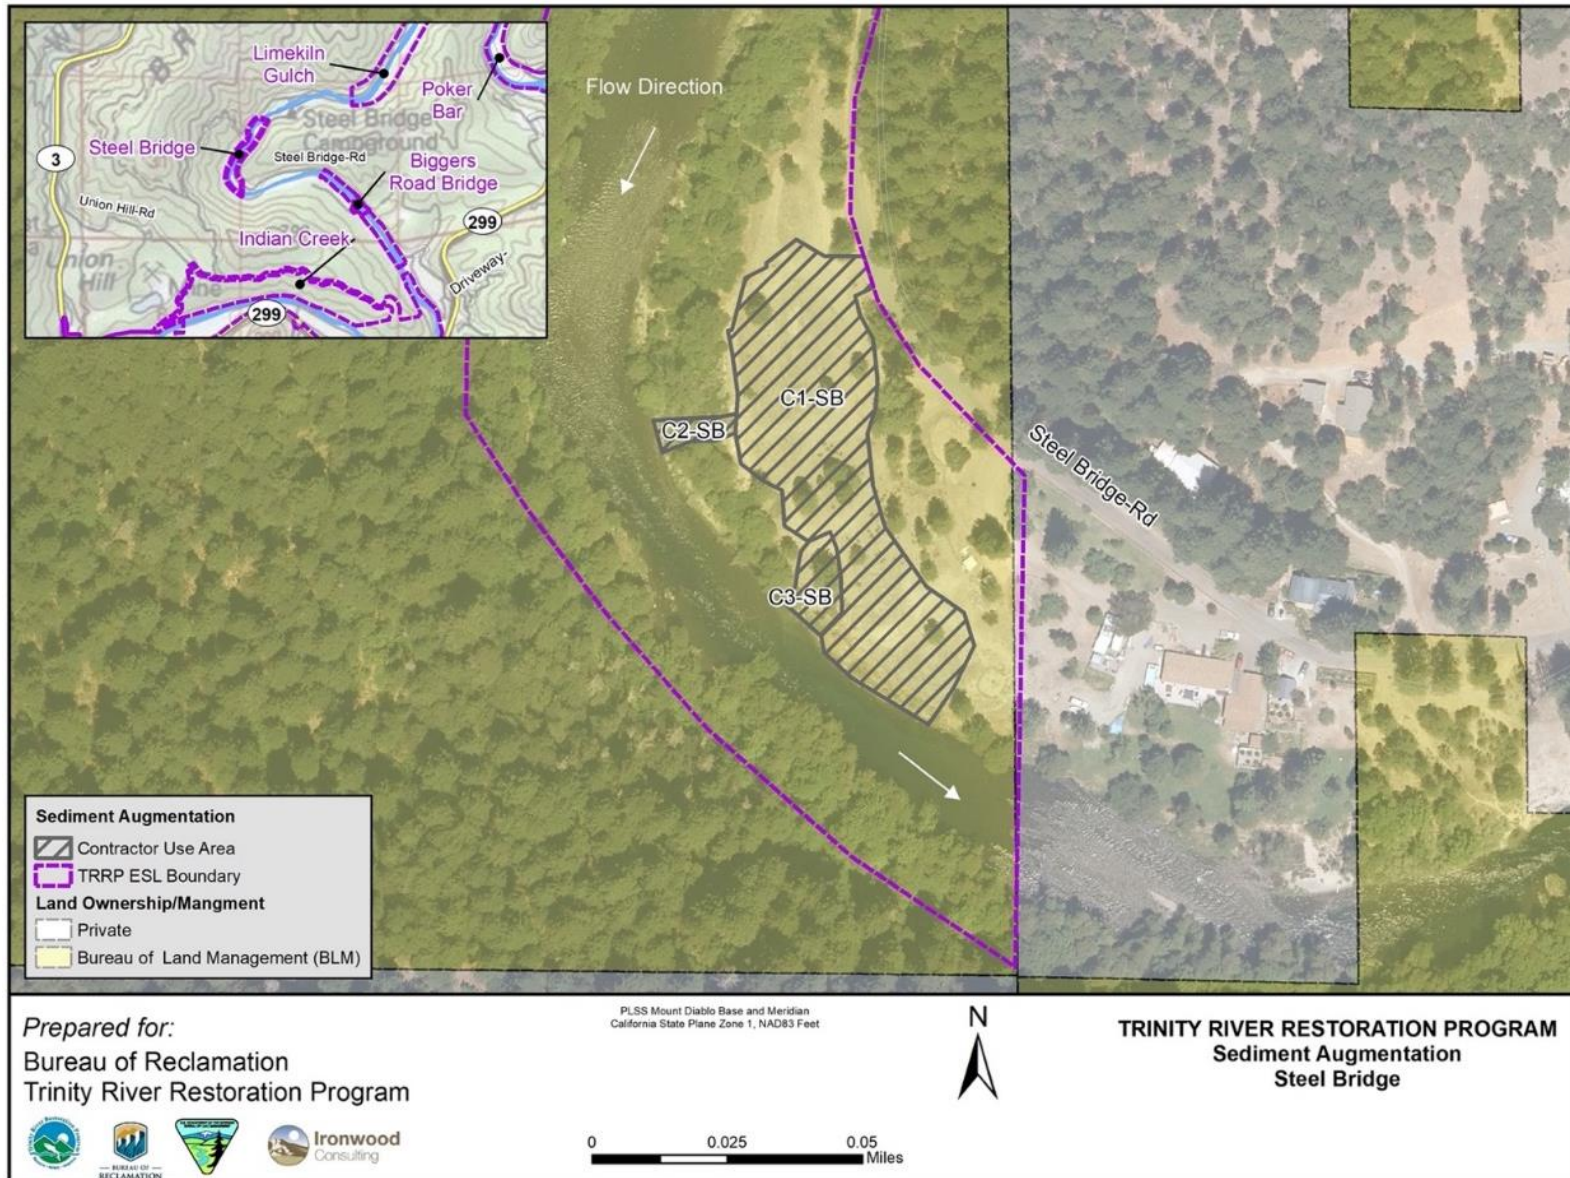 Limekiln
Gulch
Poker
Bar
Steel Bridge
Campground
Steel Bridge
Steel Bridge-Rd
Biggers
Road Bridge
3
Union Hill-Rd
299
Indian Creek
Union
Hill
Mine
Driveway-
299
Flow Direction
C1-SB
C2-SB
C3-SB
Steel Bridge-Rd
Sediment Augmentation
Contractor Use Area
TRRP ESL Boundary
Land Ownership/Mangment
Private
Bureau of Land Management (BLM)
Prepared for:
Bureau of Reclamation
Trinity River Restoration Program
BUREAU OF
RECLAMATION
Ironwood
Consulting
PLSS Mount Diablo Base and Meridian
California State Plane Zone 1, NAD83 Feet
N
0 0.025 0.05
Miles
TRINITY RIVER RESTORATION PROGRAM
Sediment Augmentation
Steel Bridge